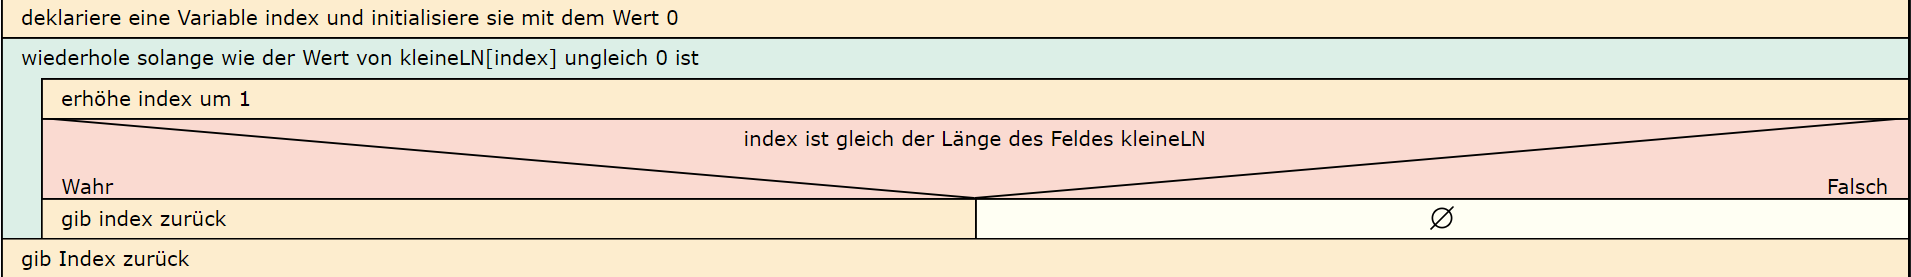 deklariere eine Variable index und initialisiere sie mit dem Wert 0
wiederhole solange wie der Wert von kleineLN[index] ungleich 0 ist
erhöhe index um 1
index ist gleich der Länge des Feldes kleineLN
Wahr
Falsch
gib index zurück
∅
gib Index zurück